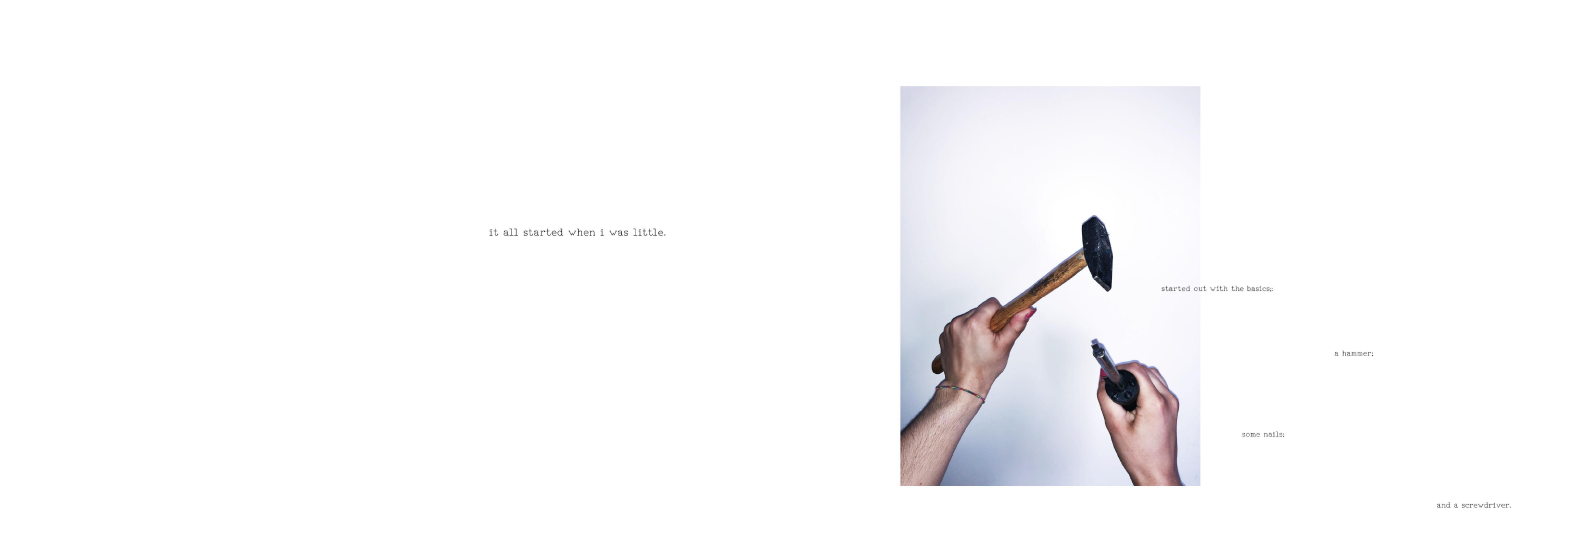 it all started when i was little.
started out with the basics;
a hammer;
some nails;
and a screwdriver.